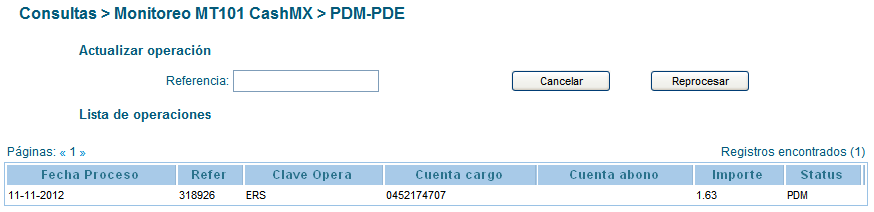 Consultas > Monitoreo MT101 CashMX > PDM-PDE
Actualizar operación
Referencia: Cancelar Reprocesar
Lista de operaciones
Páginas: « 1 » Registros encontrados (1)
Fecha Proceso Refer Clave Opera Cuenta cargo Cuenta abono Importe Status
11-11-2012 318926 ERS 0452174707 1.63 PDM